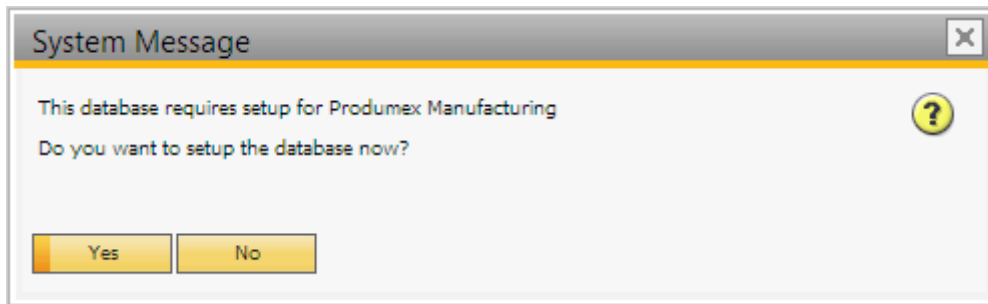 System Message
This database requires setup for Produmex Manufacturing
Do you want to setup the database now?
Yes No